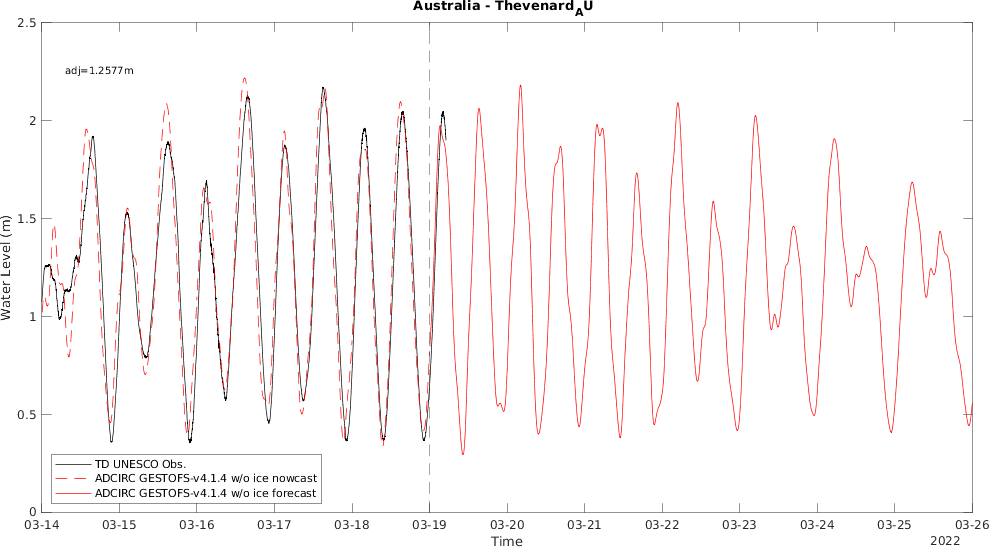 Australia - Thevenard_AU
2.5
adj=1.2577m
2
1.5
Water Level (m)
1
0.5
TD UNESCO Obs.
ADCIRC GESTOFS-v4.1.4 w/o ice nowcast
ADCIRC GESTOFS-v4.1.4 w/o ice forecast
0
03-14 03-15 03-16 03-17 03-18 03-19 03-20 03-21 03-22 03-23 03-24 03-25 03-26
Time
2022